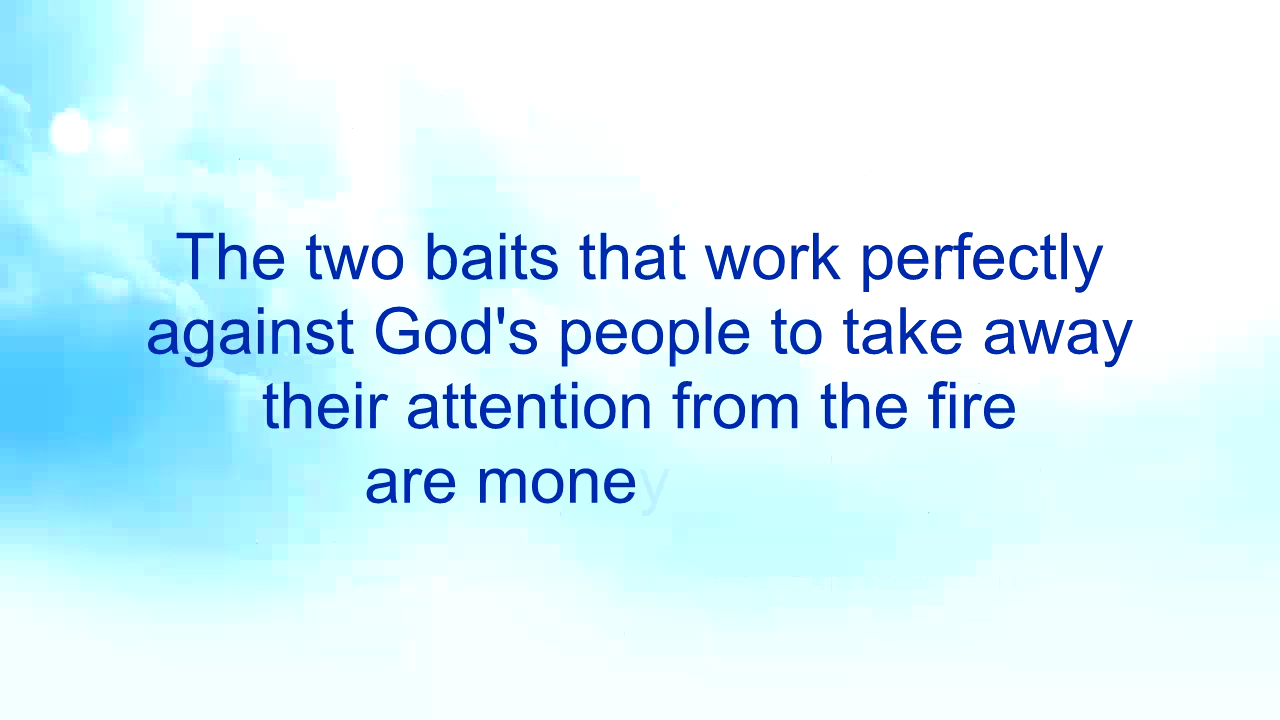 The two baits that work perfectly
against God's people to take away
their attention from the fire
are money